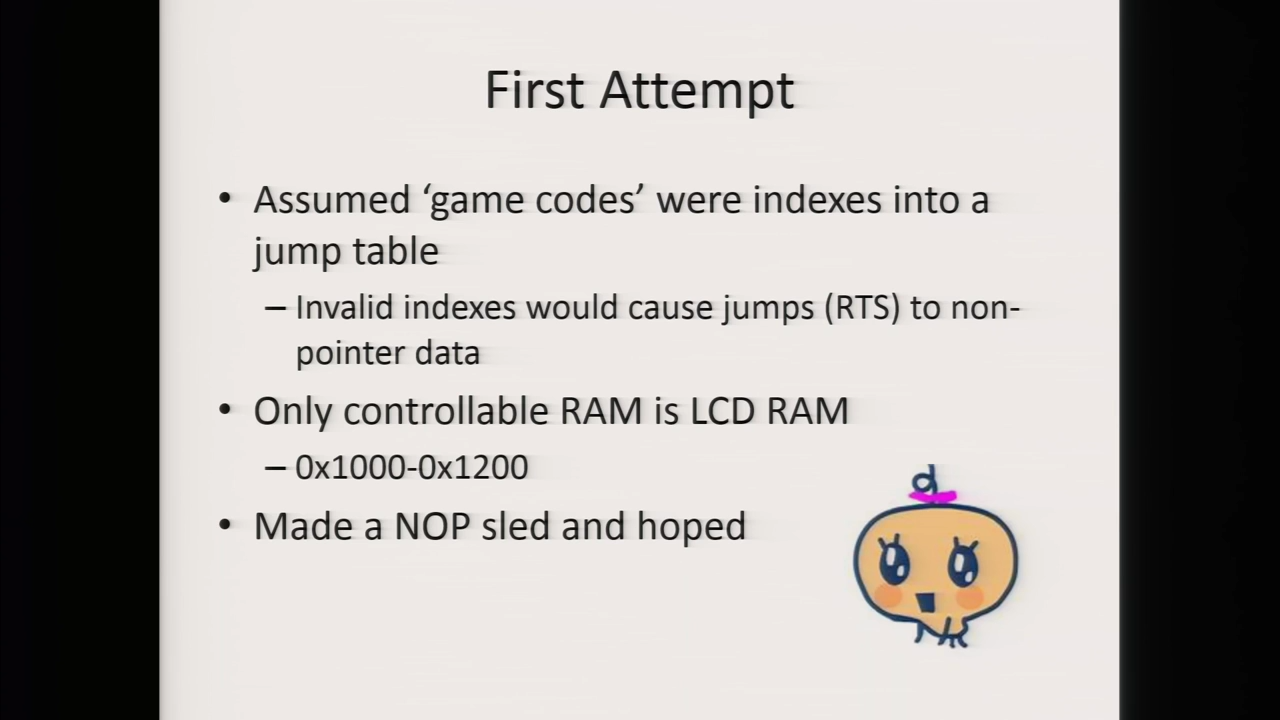 First Attempt
• Assumed ‘game codes’ were indexes into a
jump table
– Invalid indexes would cause jumps (RTS) to non-
pointer data
• Only controllable RAM is LCD RAM
– 0x1000-0x1200
• Made a NOP sled and hoped